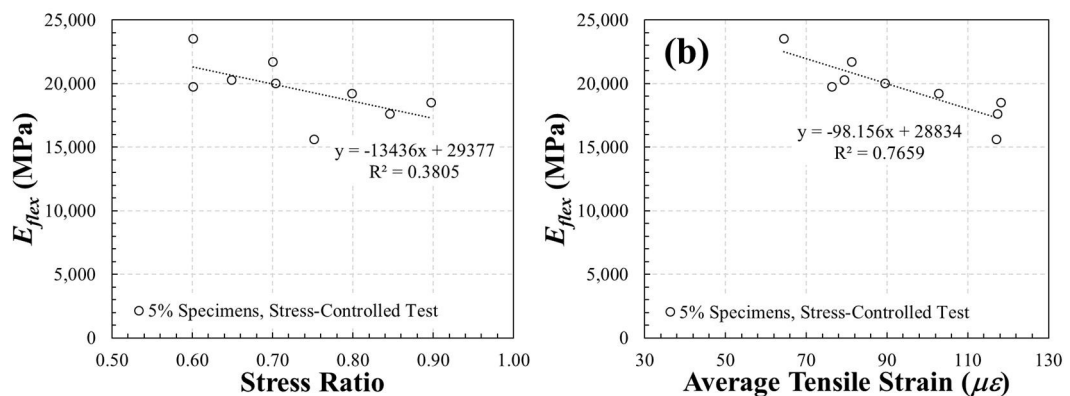 25,000
20,000
15,000
10,000
5,000
0
E_flex (MPa)
y = -13436x + 29377
R² = 0.3805
5% Specimens, Stress-Controlled Test
0.50 0.60 0.70 0.80 0.90 1.00
Stress Ratio
(b)
25,000
20,000
15,000
10,000
5,000
0
E_flex (MPa)
y = -98.156x + 28834
R² = 0.7659
5% Specimens, Stress-Controlled Test
30 50 70 90 110 130
Average Tensile Strain (με)